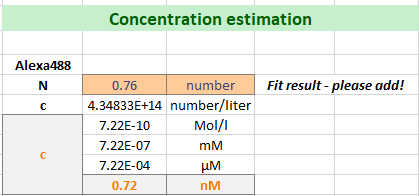 Concentration estimation
Alexa488
N 0.76 number Fit result - please add!
c 4.34833E+14 number/liter
7.22E-10 Mol/l
c 7.22E-07 mM
7.22E-04 µM
0.72 nM